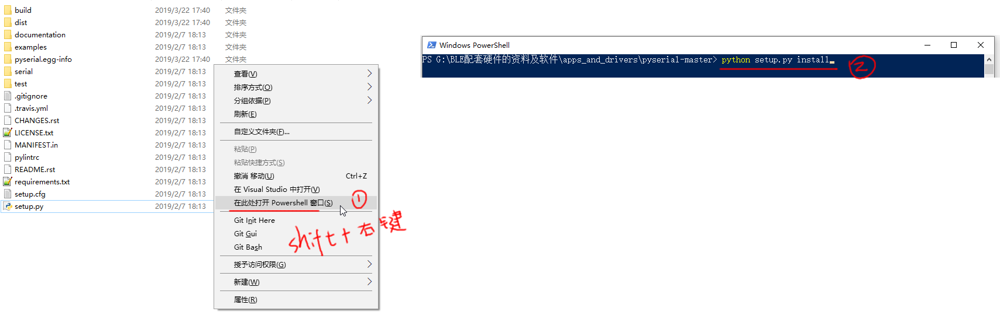 build 2019/3/22 17:40 文件夹
dist 2019/3/22 17:40 文件夹
documentation 2019/2/7 18:13 文件夹
examples 2019/2/7 18:13 文件夹
pyserial.egg-info 2019/3/22 17:40 文件夹
serial 2019/2/7 18:13
test 2019/2/7 18:13
.gitignore 2019/2/7 18:13
.travis.yml 2019/2/7 18:13
CHANGES.rst 2019/2/7 18:13
LICENSE.txt 2019/2/7 18:13
MANIFEST.in 2019/2/7 18:13
pylintrc 2019/2/7 18:13
README.rst 2019/2/7 18:13
requirements.txt 2019/2/7 18:13
setup.cfg 2019/2/7 18:13
setup.py 2019/2/7 18:13
查看(V)
排序方式(O)
分组依据(P)
刷新(E)
自定义文件夹(F)...
粘贴(P)
粘贴快捷方式(S)
撤消 移动(U) Ctrl+Z
在 Visual Studio 中打开(V)
在此处打开 Powershell 窗口(S) ①
shift+右键
Git Init Here
Git Gui
Git Bash
授予访问权限(G)
新建(W)
属性(R)
Windows PowerShell
PS G:\BLE配套硬件的资料及软件\apps_and_drivers\pyserial-master> python setup.py install ②